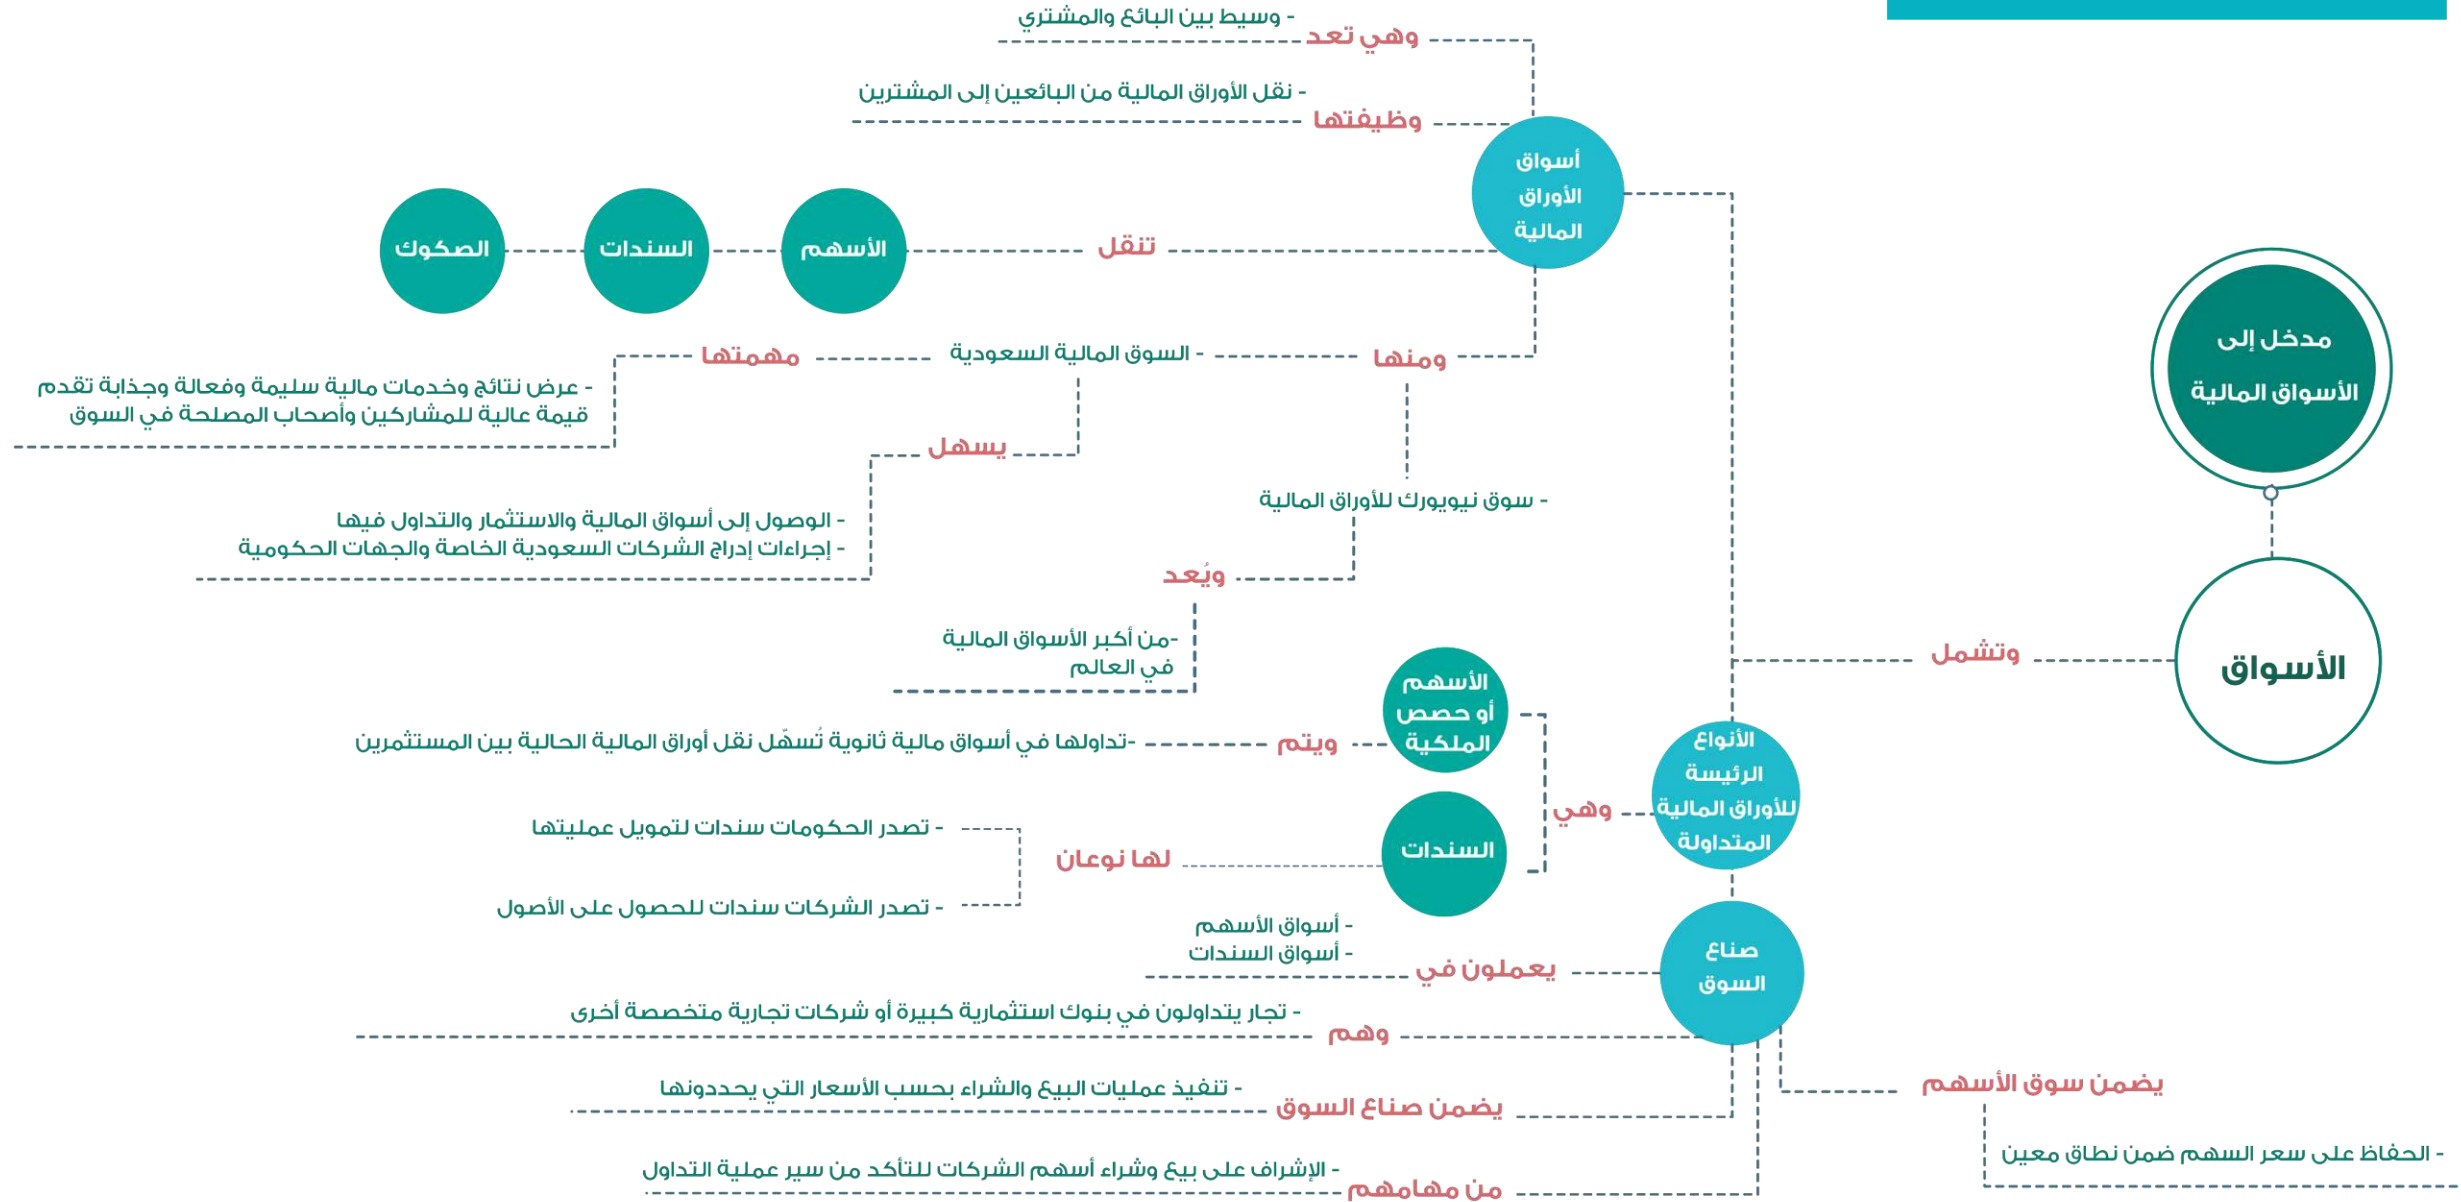 مدخل إلى
الأسواق المالية
الأسواق
وتشمل
أسواق
الأوراق
المالية
وهي تعد
- وسيط بين البائع والمشتري
وظيفتها
- نقل الأوراق المالية من البائعين إلى المشترين
تنقل
الأسهم
السندات
الصكوك
ومنها
- السوق المالية السعودية
مهمتها
- عرض نتائج وخدمات مالية سليمة وفعالة وجذابة تقدم
قيمة عالية للمشاركين وأصحاب المصلحة في السوق
يسهل
- الوصول إلى أسواق المالية والاستثمار والتداول فيها
- إجراءات إدراج الشركات السعودية الخاصة والجهات الحكومية
- سوق نيويورك للأوراق المالية
ويُعد
-من أكبر الأسواق المالية
في العالم
الأنواع
الرئيسة
للأوراق المالية
المتداولة
وهي
الأسهم
أو حصص
الملكية
ويتم
-تداولها في أسواق مالية ثانوية تُسهّل نقل أوراق المالية الحالية بين المستثمرين
السندات
لها نوعان
- تصدر الحكومات سندات لتمويل عمليتها
- تصدر الشركات سندات للحصول على الأصول
صناع
السوق
يعملون في
- أسواق الأسهم
- أسواق السندات
وهم
- تجار يتداولون في بنوك استثمارية كبيرة أو شركات تجارية متخصصة أخرى
يضمن صناع السوق
- تنفيذ عمليات البيع والشراء بحسب الأسعار التي يحددونها
من مهامهم
- الإشراف على بيع وشراء أسهم الشركات للتأكد من سير عملية التداول
يضمن سوق الأسهم
- الحفاظ على سعر السهم ضمن نطاق معين